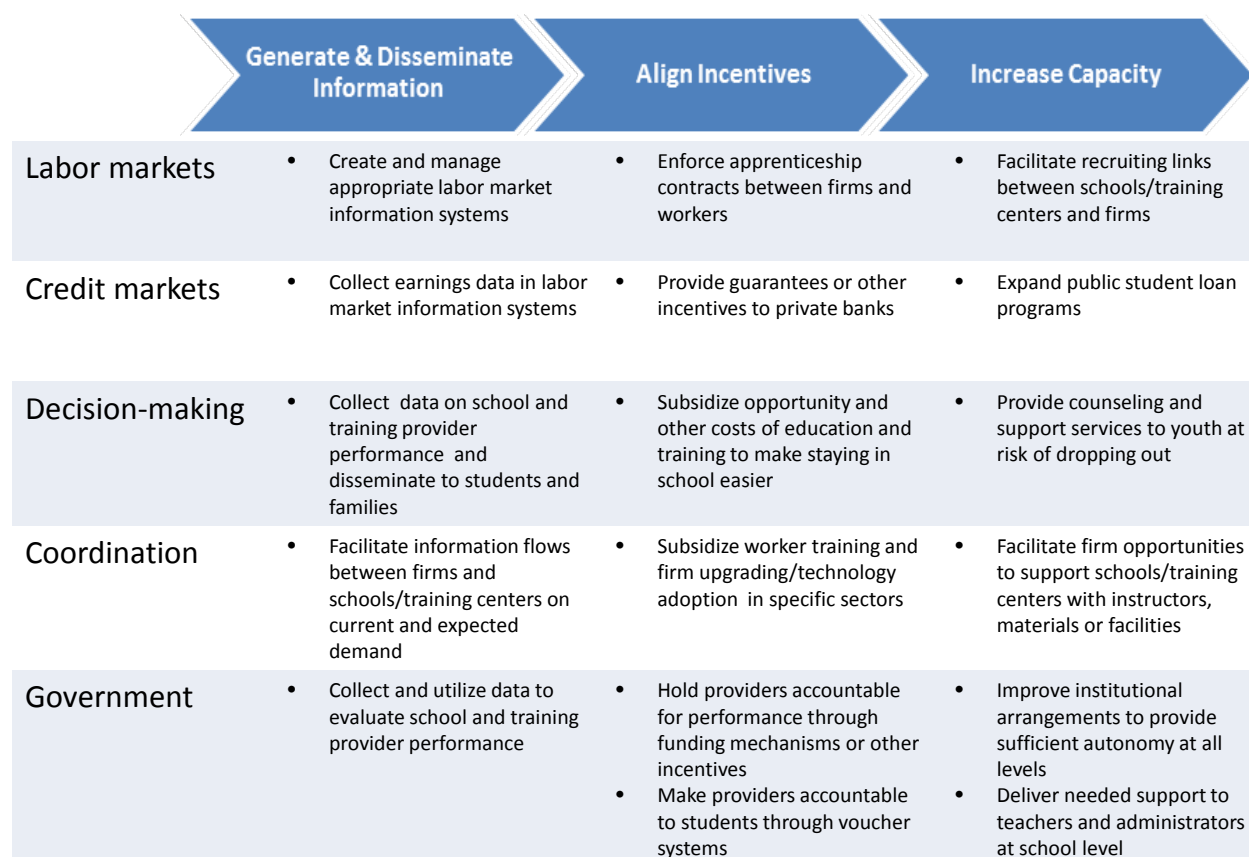 Generate & Disseminate
Information
Align Incentives
Increase Capacity
Labor markets
• Create and manage
appropriate labor market
information systems
• Enforce apprenticeship
contracts between firms and
workers
• Facilitate recruiting links
between schools/training
centers and firms
Credit markets
• Collect earnings data in labor
market information systems
• Provide guarantees or other
incentives to private banks
• Expand public student loan
programs
Decision-making
• Collect data on school and
training provider
performance and
disseminate to students and
families
• Subsidize opportunity and
other costs of education and
training to make staying in
school easier
• Provide counseling and
support services to youth at
risk of dropping out
Coordination
• Facilitate information flows
between firms and
schools/training centers on
current and expected
demand
• Subsidize worker training and
firm upgrading/technology
adoption in specific sectors
• Facilitate firm opportunities
to support schools/training
centers with instructors,
materials or facilities
Government
• Collect and utilize data to
evaluate school and training
provider performance
• Hold providers accountable
for performance through
funding mechanisms or other
incentives
• Make providers accountable
to students through voucher
systems
• Improve institutional
arrangements to provide
sufficient autonomy at all
levels
• Deliver needed support to
teachers and administrators
at school level